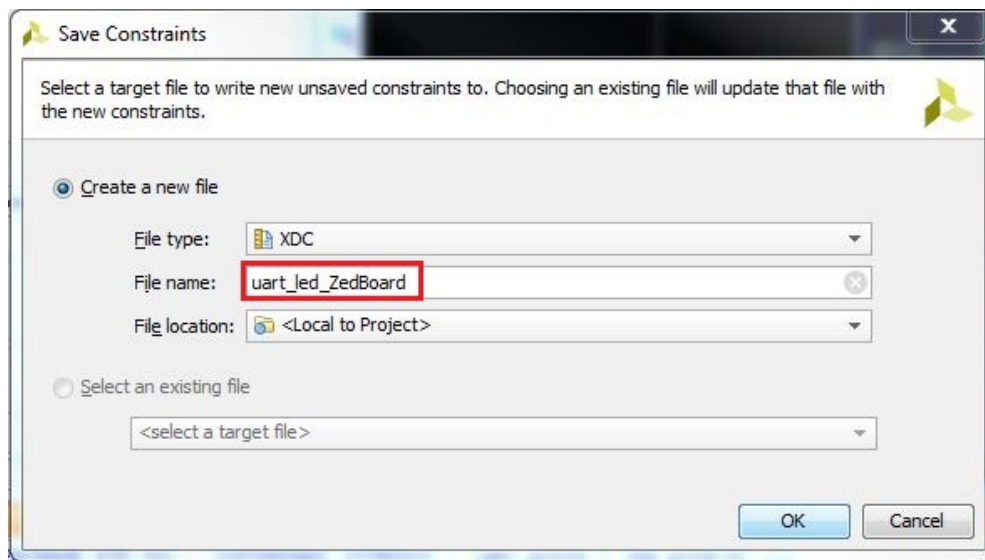 Save Constraints
x
Select a target file to write new unsaved constraints to. Choosing an existing file will update that file with
the new constraints.
Create a new file
File type: XDC
File name: uart_led_ZedBoard
File location: <Local to Project>
Select an existing file
<select a target file>
OK Cancel